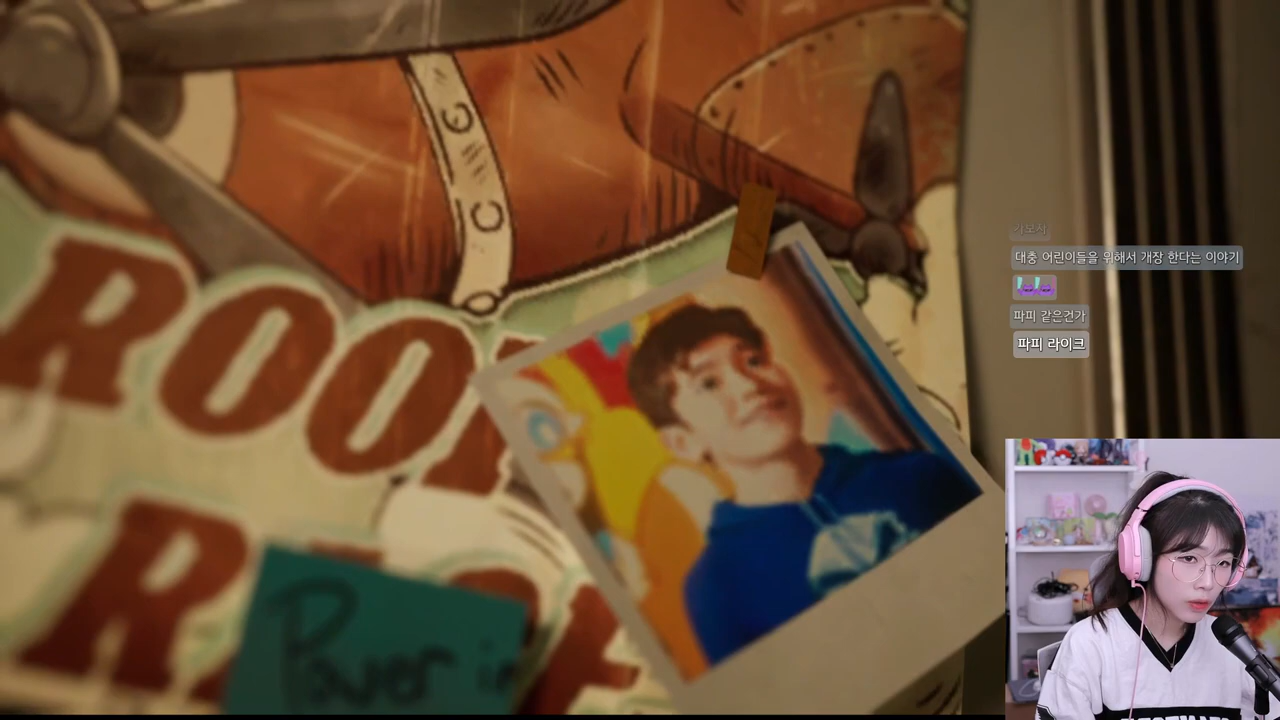 ROO
R
Power in
대충 어린이들을 위해서 개장 한다는 이야기
파피 같은건가
파피 라이크